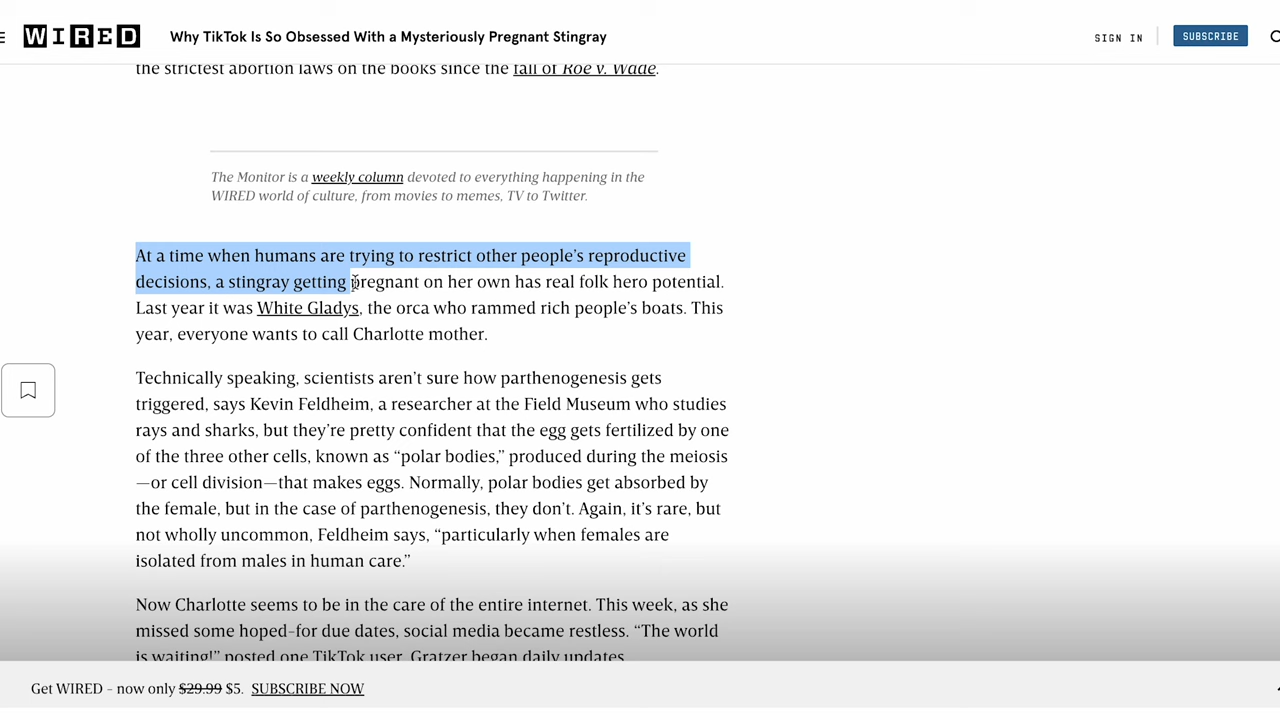 WIRED
Why TikTok Is So Obsessed With a Mysteriously Pregnant Stingray
SIGN IN
SUBSCRIBE
the strictest abortion laws on the books since the fall of Roe v. Wade.
The Monitor is a weekly column devoted to everything happening in the
WIRED world of culture, from movies to memes, TV to Twitter.
At a time when humans are trying to restrict other people’s reproductive
decisions, a stingray getting pregnant on her own has real folk hero potential.
Last year it was White Gladys, the orca who rammed rich people’s boats. This
year, everyone wants to call Charlotte mother.
Technically speaking, scientists aren’t sure how parthenogenesis gets
triggered, says Kevin Feldheim, a researcher at the Field Museum who studies
rays and sharks, but they’re pretty confident that the egg gets fertilized by one
of the three other cells, known as “polar bodies,” produced during the meiosis
—or cell division—that makes eggs. Normally, polar bodies get absorbed by
the female, but in the case of parthenogenesis, they don’t. Again, it’s rare, but
not wholly uncommon, Feldheim says, “particularly when females are
isolated from males in human care.”
Now Charlotte seems to be in the care of the entire internet. This week, as she
missed some hoped-for due dates, social media became restless. “The world
is waiting!” posted one TikTok user. Gratzer began daily updates
Get WIRED – now only $29.99 $5. SUBSCRIBE NOW